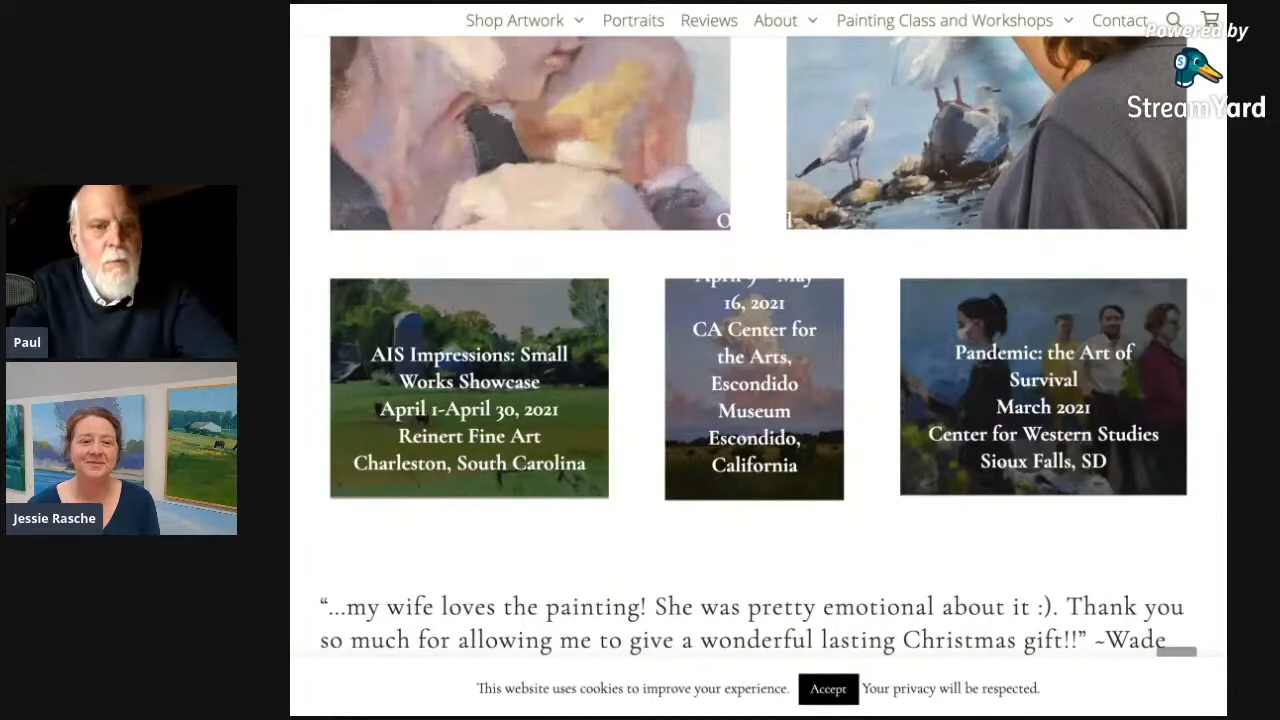 Shop Artwork Portraits Reviews About Painting Class and Workshops Contact
Powered by
StreamYard
Paul
Jessie Rasche
AIS Impressions: Small
Works Showcase
April 1-April 30, 2021
Reinert Fine Art
Charleston, South Carolina
April 9 - May
16, 2021
CA Center for
the Arts,
Escondido
Museum
Escondido,
California
Pandemic: the Art of
Survival
March 2021
Center for Western Studies
Sioux Falls, SD
“...my wife loves the painting! She was pretty emotional about it :). Thank you
so much for allowing me to give a wonderful lasting Christmas gift!!” ~Wade
This website uses cookies to improve your experience. Accept Your privacy will be respected.